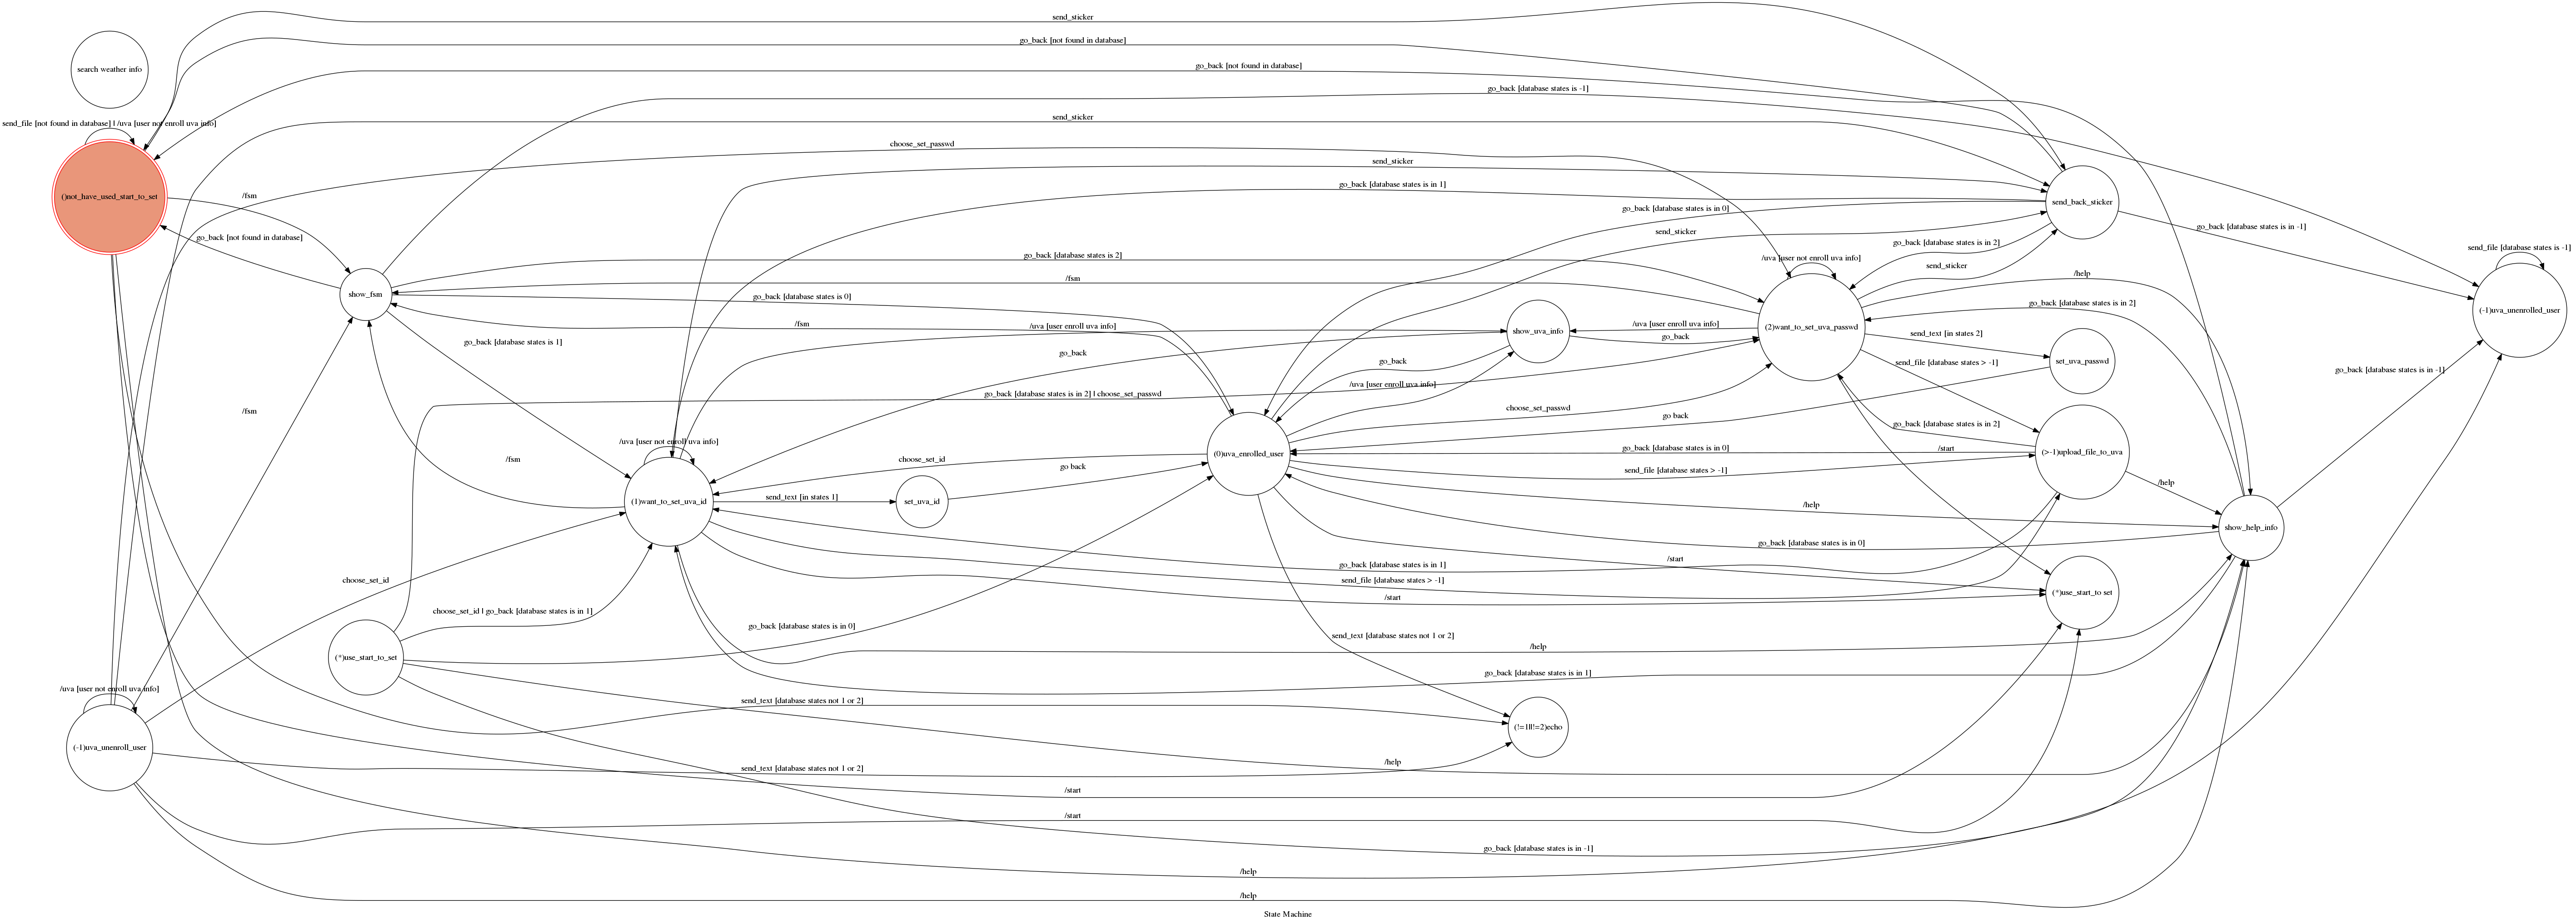 send_sticker
go_back [not found in database]
go_back [not found in database]
search weather info
go_back [database states is -1]
send_sticker
send_file [not found in database] | /uva [user not enroll uva info]
choose_set_passwd
send_sticker
go_back [database states is in 1]
()not_have_used_start_to_set
/fsm
send_back_sticker
go_back [database states is in 0]
go_back [database states is in -1]
send_sticker
go_back [not found in database]
go_back [database states is in 2]
send_file [database states is -1]
go_back [database states is 2]
/uva [user not enroll uva info]
send_sticker
/help
/fsm
show_fsm
go_back [database states is 0]
go_back [database states is in 2]
(-1)uva_unenrolled_user
/fsm
/uva [user enroll uva info]
show_uva_info
/uva [user enroll uva info]
(2)want_to_set_uva_passwd
send_text [in states 2]
go_back
go_back [database states is 1]
go_back
go_back
set_uva_passwd
send_file [database states > -1]
go_back [database states is in -1]
/uva [user enroll uva info]
go_back [database states is in 2] | choose_set_passwd
/fsm
choose_set_passwd
go back
go_back [database states is in 2]
/uva [user not enroll uva info]
go_back [database states is in 0]
/start
(0)uva_enrolled_user
(>-1)upload_file_to_uva
/fsm
choose_set_id
go back
send_file [database states > -1]
/help
(1)want_to_set_uva_id
send_text [in states 1]
set_uva_id
/help
show_help_info
go_back [database states is in 0]
/start
go_back [database states is in 1]
choose_set_id
send_file [database states > -1]
(*)use_start_to set
/start
choose_set_id | go_back [database states is in 1]
go_back [database states is in 0]
send_text [database states not 1 or 2]
/help
(*)use_start_to_set
go_back [database states is in 1]
/uva [user not enroll uva info]
send_text [database states not 1 or 2]
(!=1||!=2)echo
(-1)uva_unenroll_user
/help
send_text [database states not 1 or 2]
/start
/start
go_back [database states is in -1]
/help
/help
State Machine